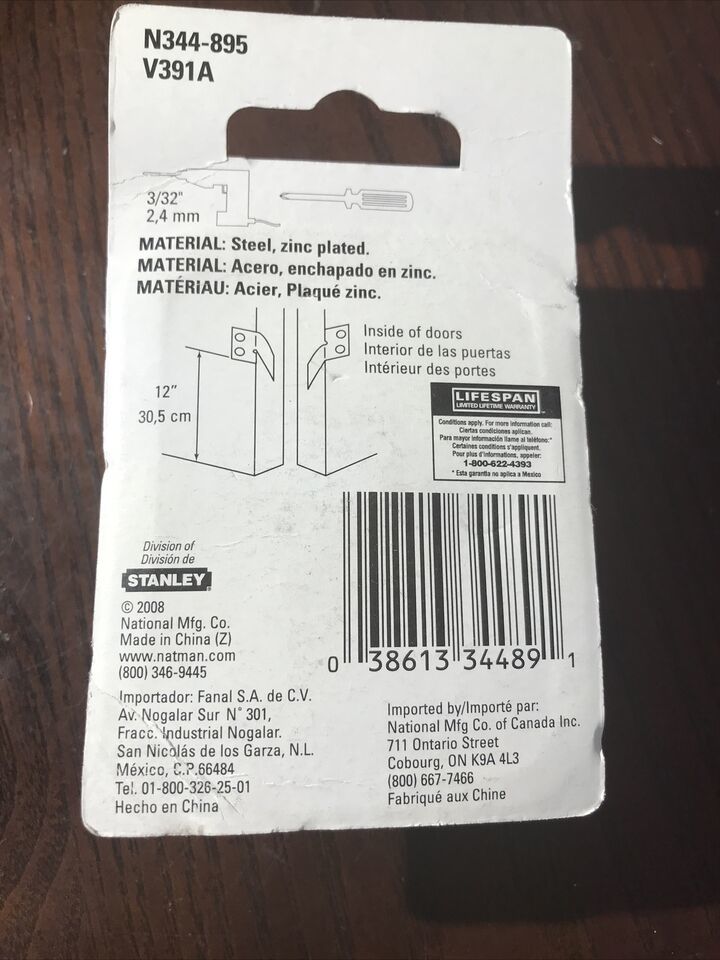 N344-895
V391A
3/32"
2,4 mm
MATERIAL: Steel, zinc plated.
MATERIAL: Acero, enchapado en zinc.
MATÉRiAU: Acier, Plaqué zinc.
Inside of doors
Interior de las puertas
Intérieur des portes
12"
30,5 cm
LIFESPAN
LIMITED LIFETIME WARRANTY
Conditions apply. For more information call:
Ciertas condiciones aplican.
Para mayor información llame al teléfono:*
Certaines conditions s'appliquent.
Pour plus d'informations, appeler:
1-800-622-4393
* Esta garantía no aplica a Mexico
Division of
División de
STANLEY
© 2008
National Mfg. Co.
Made in China (Z)
www.natman.com
(800) 346-9445
0 38613 34489 1
Importador: Fanal S.A. de C.V.
Av. Nogalar Sur N° 301,
Fracc. Industrial Nogalar.
San Nicolás de los Garza, N.L.
México, C.P.66484
Tel. 01-800-326-25-01
Hecho en China
Imported by/Importé par:
National Mfg Co. of Canada Inc.
711 Ontario Street
Cobourg, ON K9A 4L3
(800) 667-7466
Fabriqué aux Chine